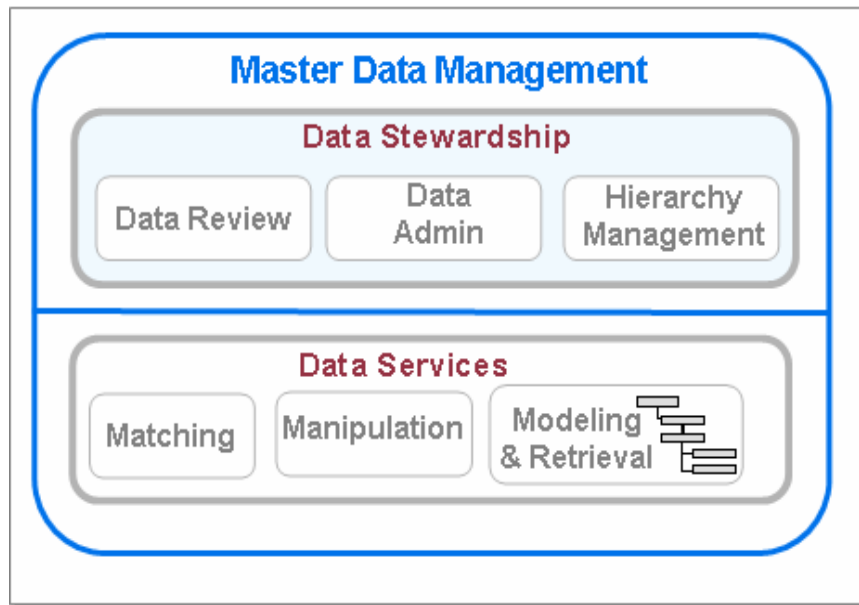 Master Data Management
Data Stewardship
Data Review
Data
Admin
Hierarchy
Management
Data Services
Matching
Manipulation
Modeling
& Retrieval